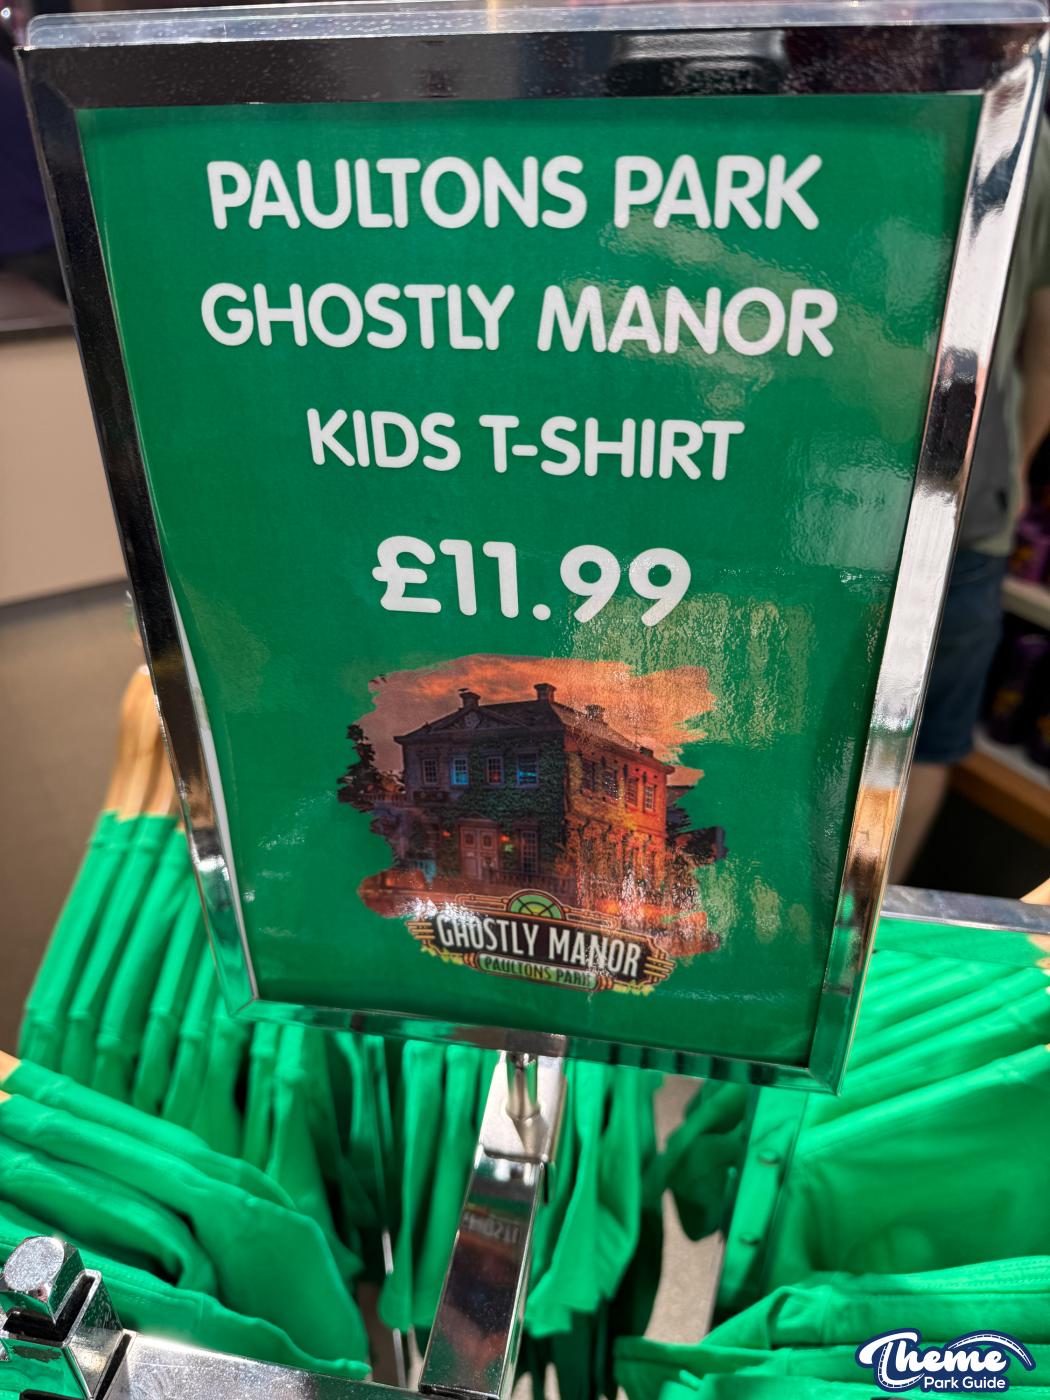 PAULTONS PARK
GHOSTLY MANOR
KIDS T-SHIRT
£11.99
GHOSTLY MANOR
PAULTONS PARK
Theme
Park Guide